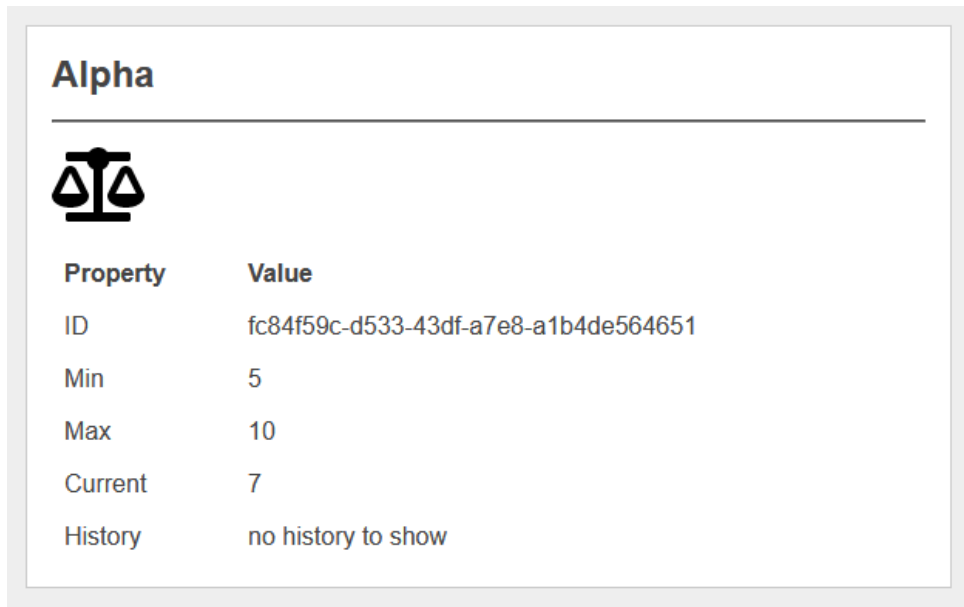 Alpha
Property Value
ID fc84f59c-d533-43df-a7e8-a1b4de564651
Min 5
Max 10
Current 7
History no history to show